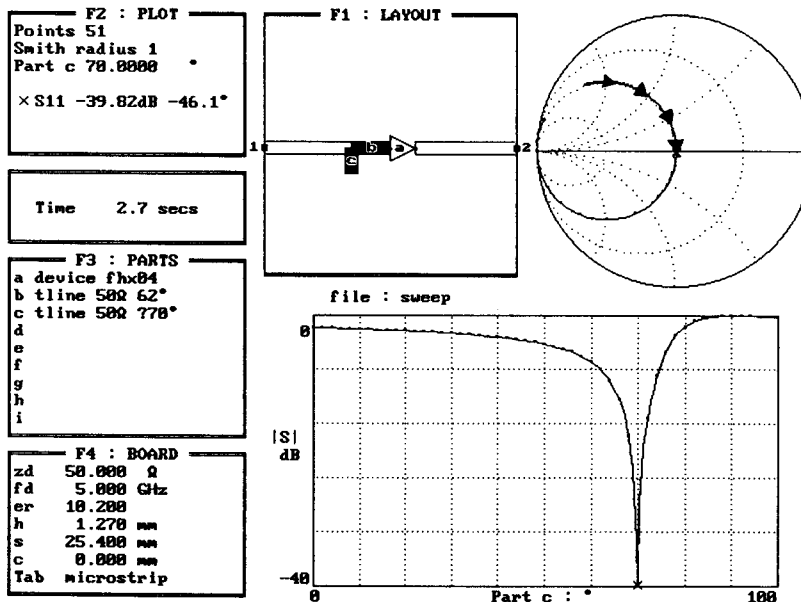 F2 : PLOT
Points 51
Smith radius 1
Part c 70.0000 °
× S11 -39.82dB -46.1°
Time 2.7 secs
F3 : PARTS
a device fhx04
b tline 50Ω 62°
c tline 50Ω ?70°
d
e
f
g
h
i
F4 : BOARD
zd 50.000 Ω
fd 5.000 GHz
er 10.200
h 1.270 mm
s 25.400 mm
c 0.000 mm
Tab microstrip
F1 : LAYOUT
1
b
a
2
c
file : sweep
0
|S|
dB
-40
0
Part c : °
100